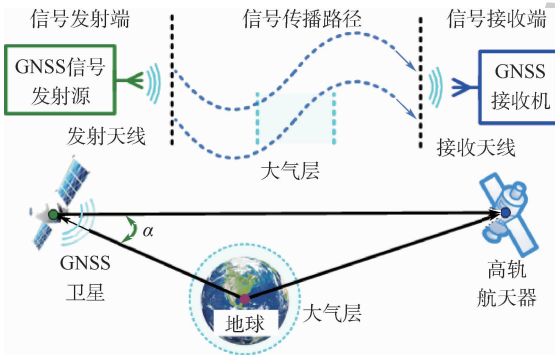 信号发射端
信号传播路径
信号接收端
GNSS信号
发射源
GNSS
接收机
发射天线
大气层
接收天线
α
GNSS
卫星
高轨
航天器
地球
大气层